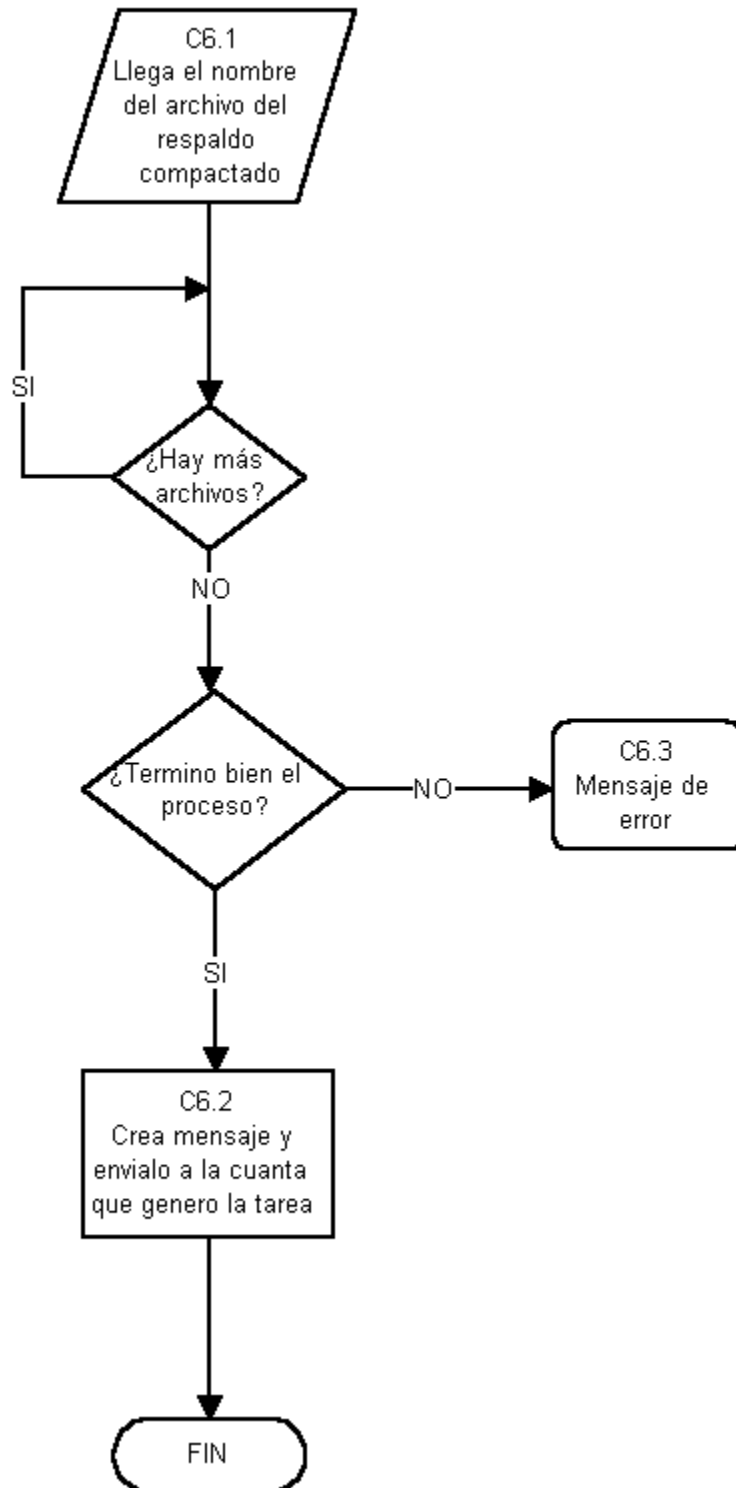 C6.1
Llega el nombre
del archivo del
respaldo
compactado
SI
¿Hay más
archivos?
NO
¿Termino bien el
proceso?
NO
C6.3
Mensaje de
error
SI
C6.2
Crea mensaje y
envialo a la cuanta
que genero la tarea
FIN